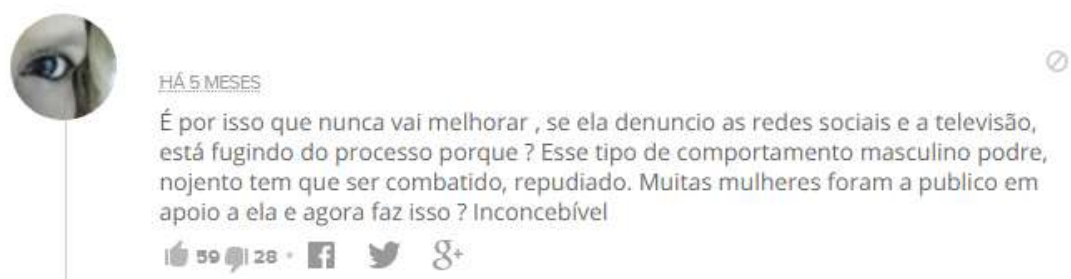 HÁ 5 MESES
É por isso que nunca vai melhorar , se ela denuncio as redes sociais e a televisão,
está fugindo do processo porque ? Esse tipo de comportamento masculino podre,
nojento tem que ser combatido, repudiado. Muitas mulheres foram a publico em
apoio a ela e agora faz isso ? Inconcebível
59 28
g+